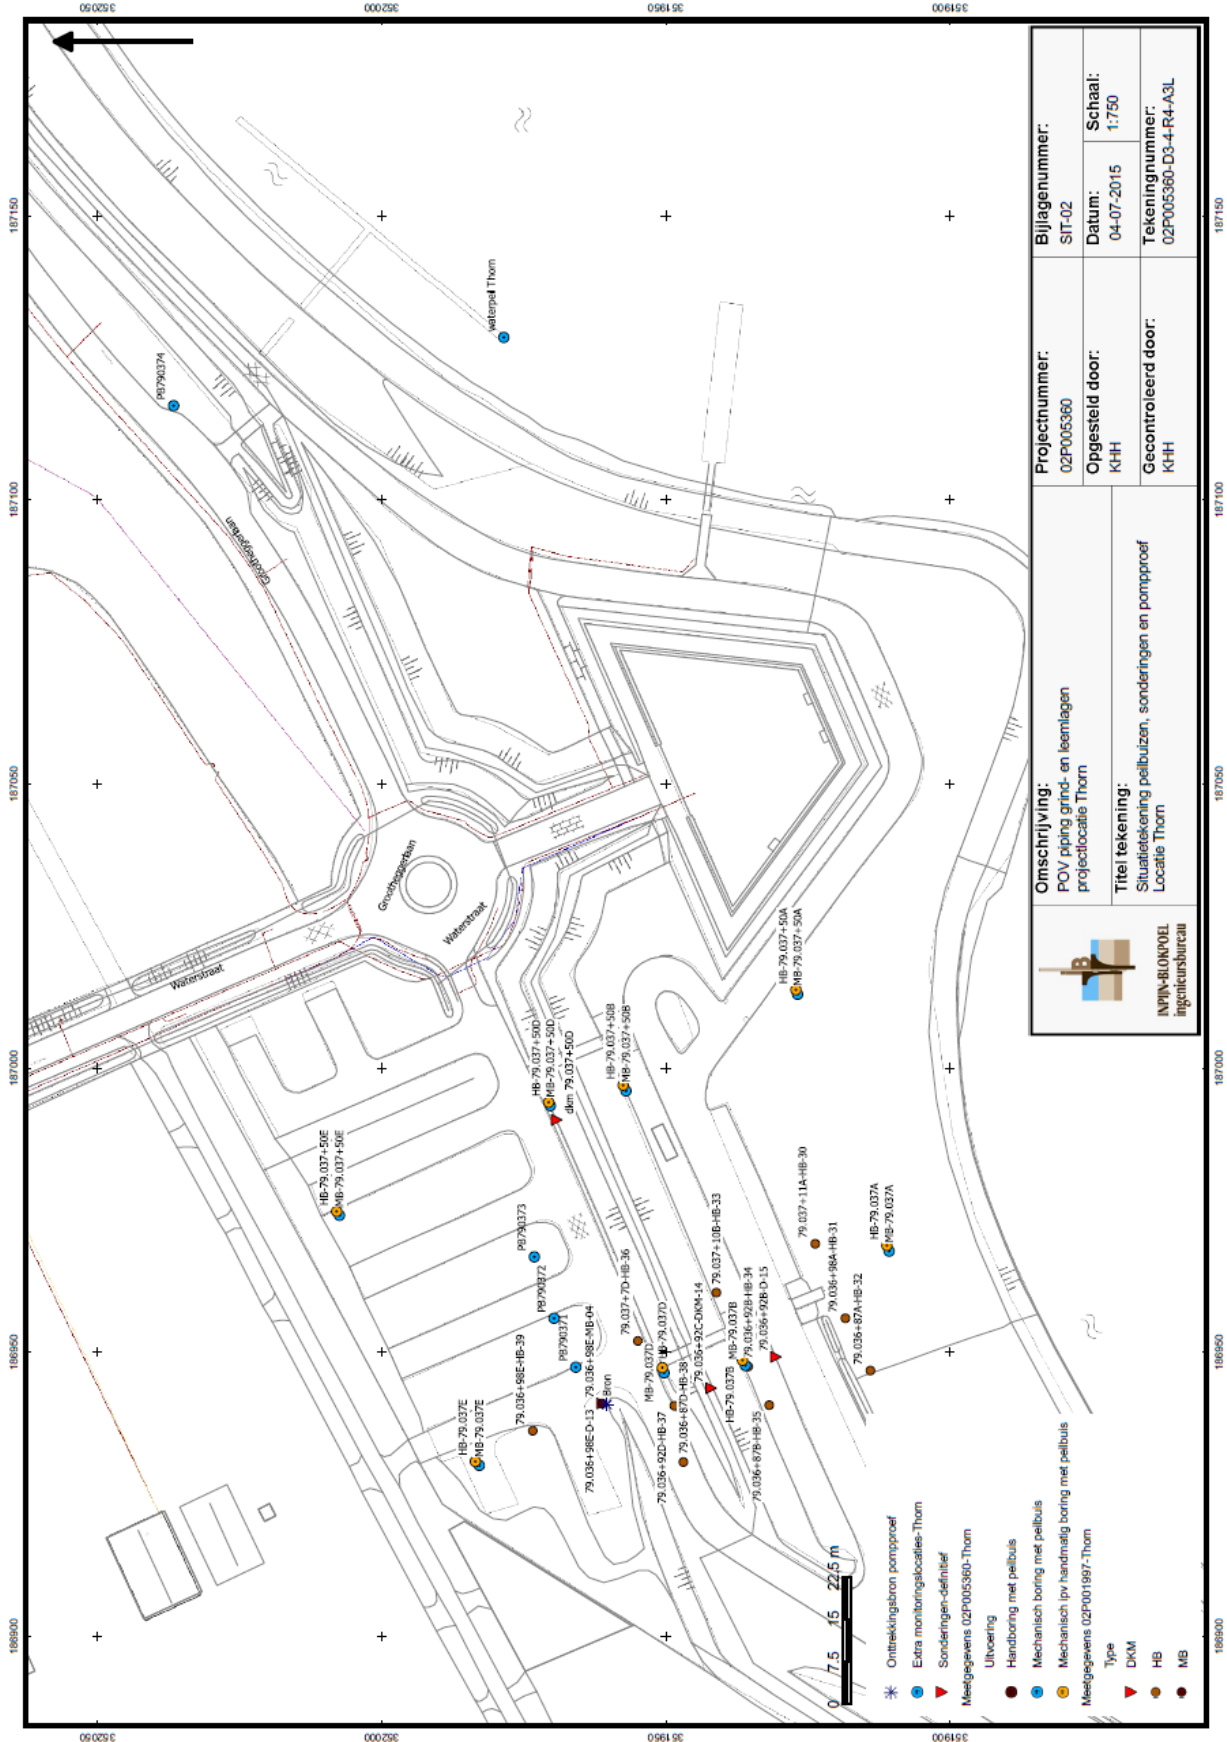 187150
187100
187050
187000
186950
186900
352050
352000
351950
351900
352050
352000
351950
351900
187150
187100
187050
187000
186950
186900
PB790374
waterpeil Thorn
Grootheggerlaan
Grootheggerlaan
Waterstraat
Waterstraat
HB-79.037+50E
MB-79.037+50E
HB-79.037+50D
MB-79.037+50D
dkm 79.037+50D
HB-79.037+50B
MB-79.037+50B
HB-79.037+50A
MB-79.037+50A
PB790373
PB790372
PB790371
79.036+98E-MB-04
Bron
79.036+98E-HB-39
79.036+98E-D-13
HB-79.037E
MB-79.037E
79.037+7D-HB-36
MB-79.037D
HB-79.037D
79.036+92D-HB-37
79.036+87D-HB-38
79.036+92C-DKM-14
79.037+10B-HB-33
HB-79.037B
MB-79.037B
79.036+92B-HB-34
79.036+92B-D-15
79.036+87B-HB-35
79.037+11A-HB-30
79.036+98A-HB-31
79.036+87A-HB-32
HB-79.037A
MB-79.037A
0 7.5 15 22.5 m
Onttrekkingsbron pompproef
Extra monitoringslocaties-Thorn
Sonderingen-definitief
Meetgegevens 02P005360-Thorn
Uitvoering
Handboring met peilbuis
Mechanisch boring met peilbuis
Mechanisch ipv handmatig boring met peilbuis
Meetgegevens 02P001997-Thorn
Type
DKM
HB
MB
INPIJN-BLOKPOEL
ingenieursbureau
Omschrijving:
POV piping grind- en leemlagen
projectlocatie Thorn
Titel tekening:
Situatietekening peilbuizen, sonderingen en pompproef
Locatie Thorn
Projectnummer:
02P005360
Opgesteld door:
KHH
Gecontroleerd door:
KHH
Bijlagenummer:
SIT-02
Datum:
04-07-2015
Schaal:
1:750
Tekeningnummer:
02P005360-D3-4-R4-A3L